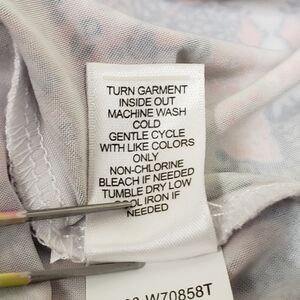 TURN GARMENT
INSIDE OUT
MACHINE WASH
COLD
GENTLE CYCLE
WITH LIKE COLORS
ONLY
NON-CHLORINE
BLEACH IF NEEDED
TUMBLE DRY LOW
IRON IF
NEEDED
W70858T